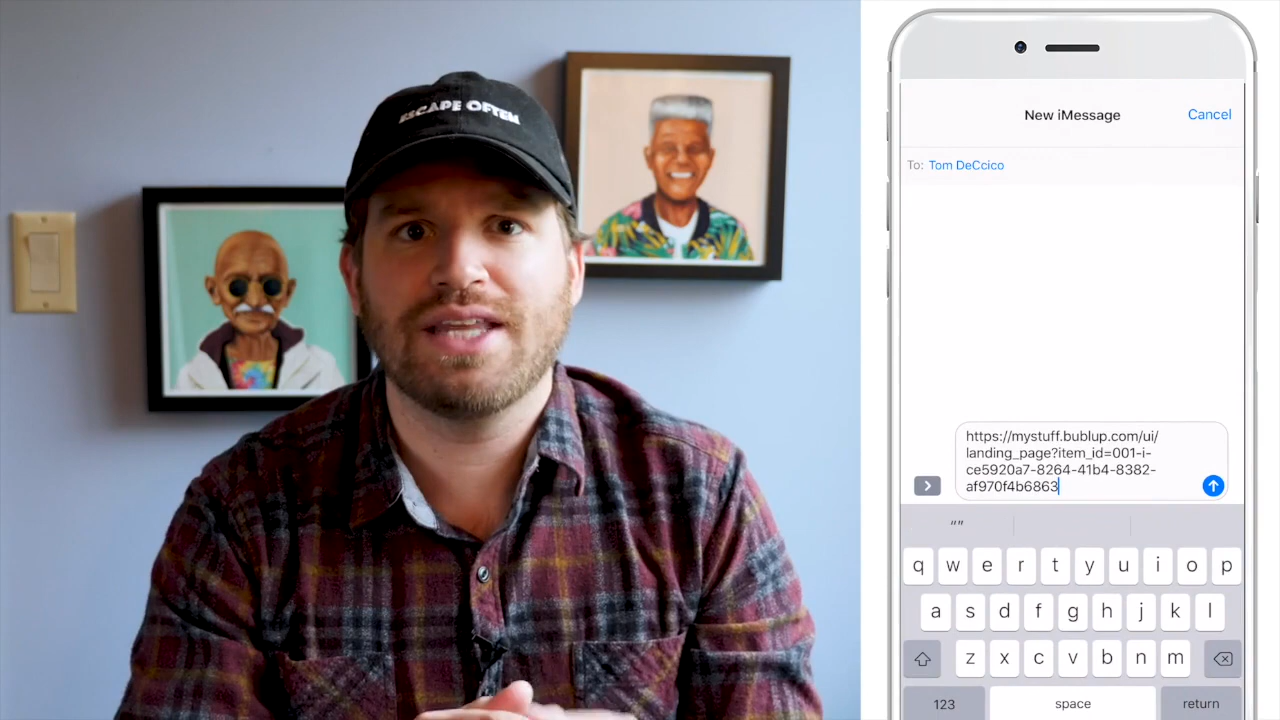 ESCAPE OFTEN
New iMessage
Cancel
To: Tom DeCcico
https://mystuff.bublup.com/ui/
landing_page?item_id=001-i-
ce5920a7-8264-41b4-8382-
af970f4b6863
“”
q w e r t y u i o p
a s d f g h j k l
z x c v b n m
123
space
return